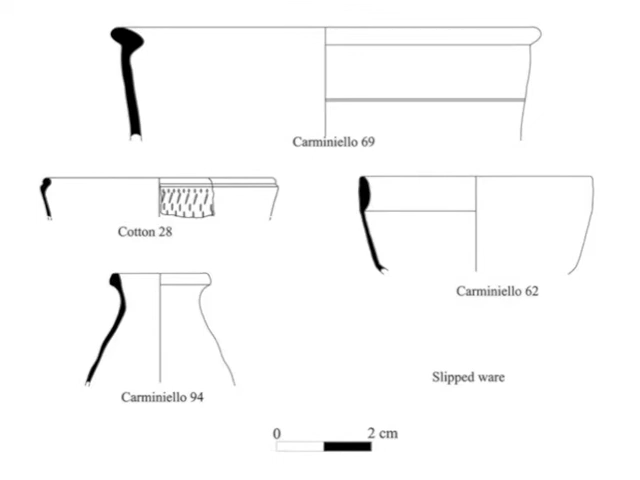 Carminiello 69
Cotton 28
Carminiello 62
Carminiello 94
Slipped ware
0 2 cm